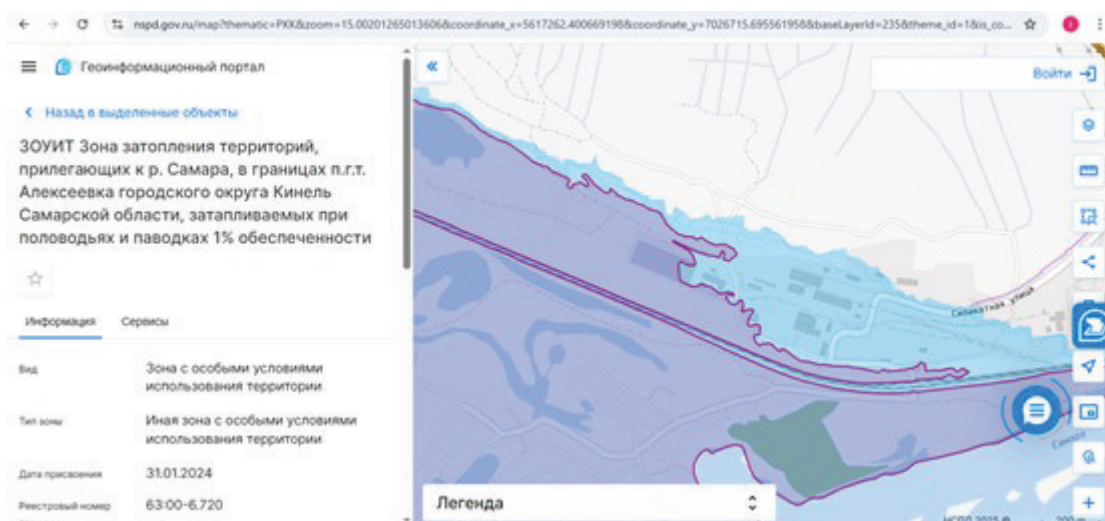 nspd.gov.ru/map?thematic=PKK&zoom=15.00201265013606&coordinate_x=5617262.400669198&coordinate_y=7026715.695561958&baseLayerId=235&theme_id=1&is_co...
Геоинформационный портал
Войти
Назад в выделенные объекты
ЗОУИТ Зона затопления территорий,
прилегающих к р. Самара, в границах п.г.т.
Алексеевка городского округа Кинель
Самарской области, затапливаемых при
половодьях и паводках 1% обеспеченности
Информация Сервисы
Вид Зона с особыми условиями
использования территории
Тип зоны Иная зона с особыми условиями
использования территории
Дата присвоения 31.01.2024
Реестровый номер 63:00-6.720
Силикатная улица
Самара
Легенда